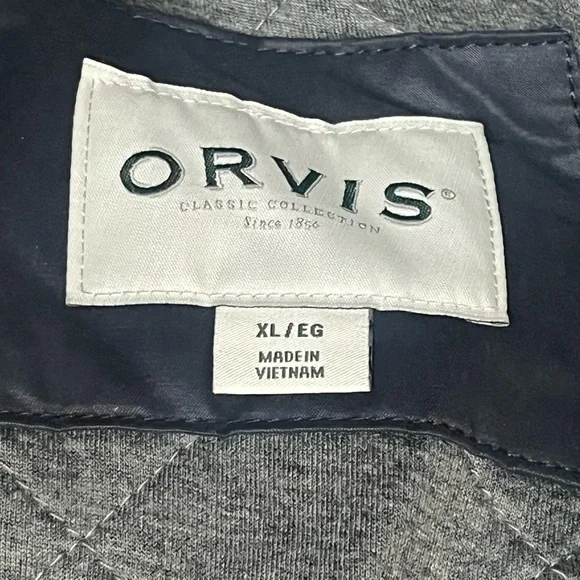 ORVIS®
CLASSIC COLLECTION
Since 1856
XL/EG
MADE IN
VIETNAM